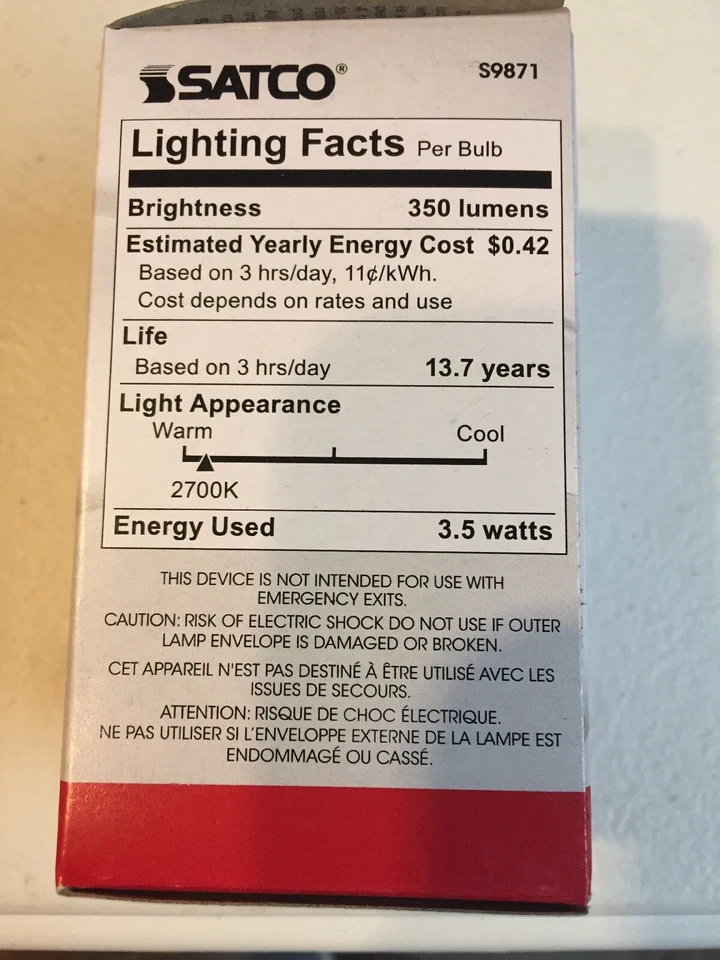 SATCO® S9871
Lighting Facts Per Bulb
Brightness 350 lumens
Estimated Yearly Energy Cost $0.42
Based on 3 hrs/day, 11¢/kWh.
Cost depends on rates and use
Life
Based on 3 hrs/day 13.7 years
Light Appearance
Warm Cool
2700K
Energy Used 3.5 watts
THIS DEVICE IS NOT INTENDED FOR USE WITH
EMERGENCY EXITS.
CAUTION: RISK OF ELECTRIC SHOCK DO NOT USE IF OUTER
LAMP ENVELOPE IS DAMAGED OR BROKEN.
CET APPAREIL N'EST PAS DESTINÉ À ÊTRE UTILISÉ AVEC LES
ISSUES DE SECOURS.
ATTENTION: RISQUE DE CHOC ÉLECTRIQUE.
NE PAS UTILISER SI L'ENVELOPPE EXTERNE DE LA LAMPE EST
ENDOMMAGÉ OU CASSÉ.